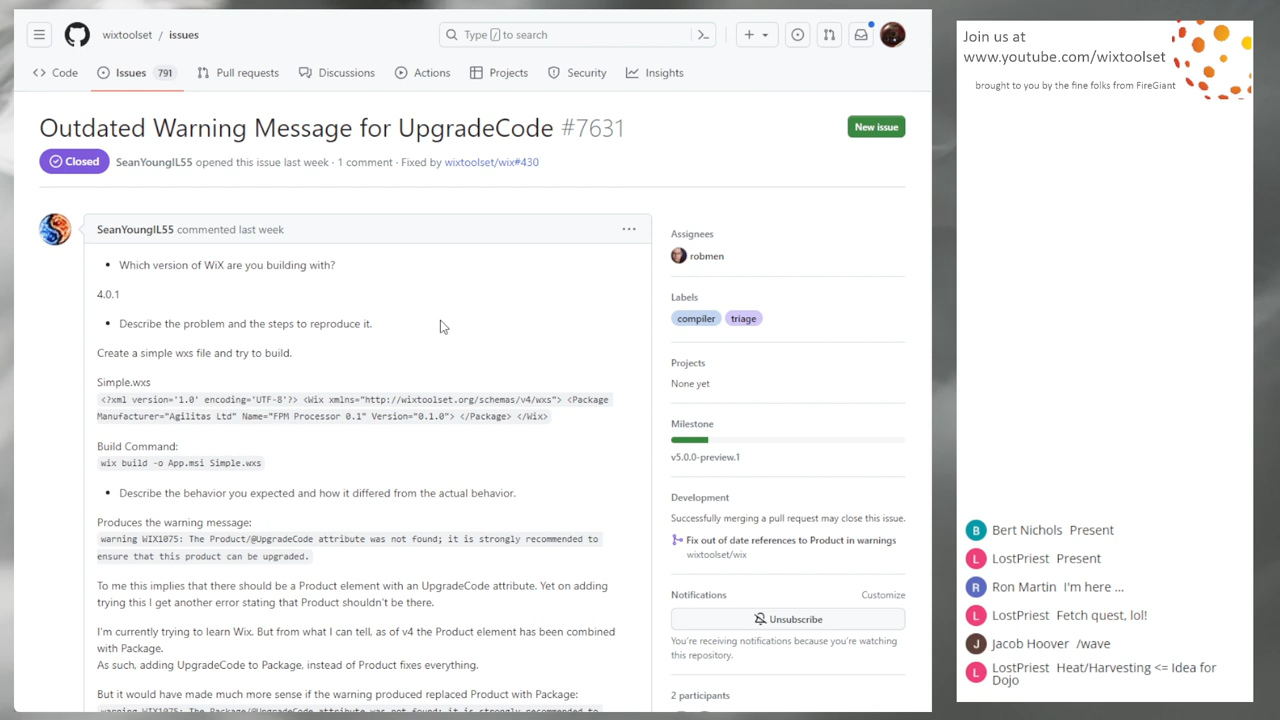 wixtoolset / issues
Type / to search
Code
Issues 791
Pull requests
Discussions
Actions
Projects
Security
Insights
Outdated Warning Message for UpgradeCode #7631
New issue
Closed
SeanYoungIL55 opened this issue last week · 1 comment · Fixed by wixtoolset/wix#430
SeanYoungIL55 commented last week
• Which version of WiX are you building with?
4.0.1
• Describe the problem and the steps to reproduce it.
Create a simple wxs file and try to build.
Simple.wxs
<?xml version='1.0' encoding='UTF-8'?> <Wix xmlns="http://wixtoolset.org/schemas/v4/wxs"> <Package
Manufacturer="Agilitas Ltd" Name="FPM Processor 0.1" Version="0.1.0"> </Package> </Wix>
Build Command:
wix build -o App.msi Simple.wxs
• Describe the behavior you expected and how it differed from the actual behavior.
Produces the warning message:
warning WIX1075: The Product/@UpgradeCode attribute was not found; it is strongly recommended to
ensure that this product can be upgraded.
To me this implies that there should be a Product element with an UpgradeCode attribute. Yet on adding
trying this I get another error stating that Product shouldn't be there.
I'm currently trying to learn Wix. But from what I can tell, as of v4 the Product element has been combined
with Package.
As such, adding UpgradeCode to Package, instead of Product fixes everything.
But it would have made much more sense if the warning produced replaced Product with Package:
warning WIX1075: The Package/@UpgradeCode attribute was not found; it is strongly recommended to
Assignees
robmen
Labels
compiler
triage
Projects
None yet
Milestone
v5.0.0-preview.1
Development
Successfully merging a pull request may close this issue.
Fix out of date references to Product in warnings
wixtoolset/wix
Notifications
Customize
Unsubscribe
You're receiving notifications because you're watching
this repository.
2 participants
Join us at
www.youtube.com/wixtoolset
brought to you by the fine folks from FireGiant
B Bert Nichols Present
L LostPriest Present
R Ron Martin I'm here ...
L LostPriest Fetch quest, lol!
J Jacob Hoover /wave
L LostPriest Heat/Harvesting <= Idea for
Dojo